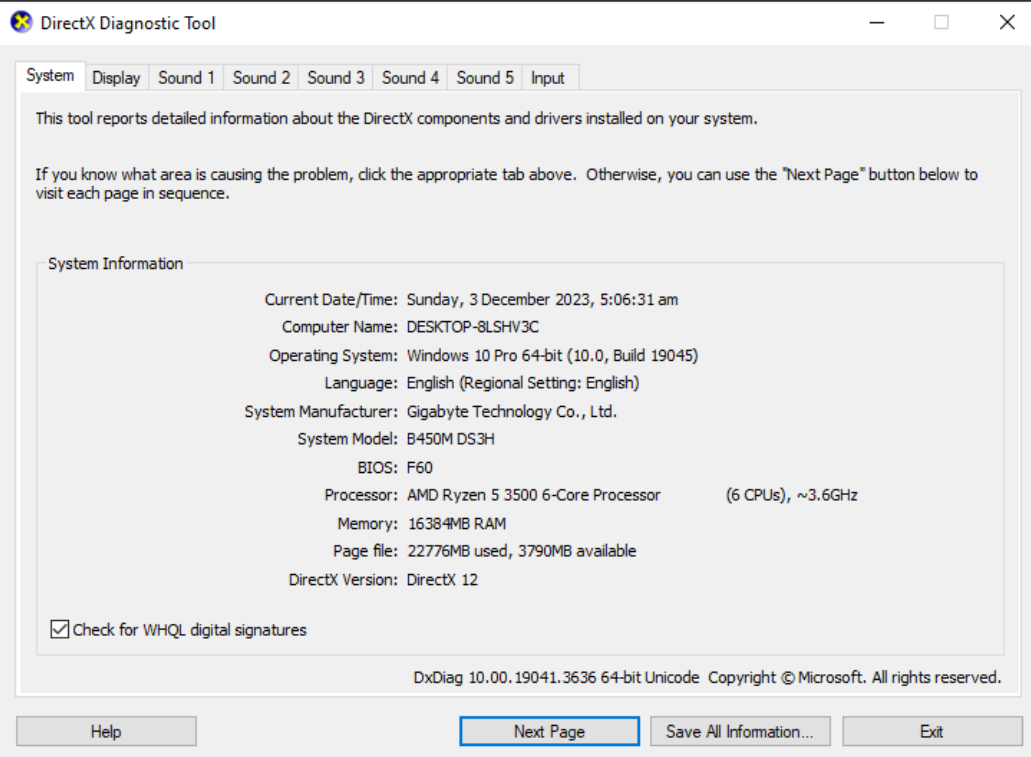 DirectX Diagnostic Tool
System Display Sound 1 Sound 2 Sound 3 Sound 4 Sound 5 Input
This tool reports detailed information about the DirectX components and drivers installed on your system.
If you know what area is causing the problem, click the appropriate tab above.  Otherwise, you can use the "Next Page" button below to
visit each page in sequence.
System Information
Current Date/Time: Sunday, 3 December 2023, 5:06:31 am
Computer Name: DESKTOP-8LSHV3C
Operating System: Windows 10 Pro 64-bit (10.0, Build 19045)
Language: English (Regional Setting: English)
System Manufacturer: Gigabyte Technology Co., Ltd.
System Model: B450M DS3H
BIOS: F60
Processor: AMD Ryzen 5 3500 6-Core Processor (6 CPUs), ~3.6GHz
Memory: 16384MB RAM
Page file: 22776MB used, 3790MB available
DirectX Version: DirectX 12
Check for WHQL digital signatures
DxDiag 10.00.19041.3636 64-bit Unicode  Copyright © Microsoft. All rights reserved.
Help Next Page Save All Information... Exit